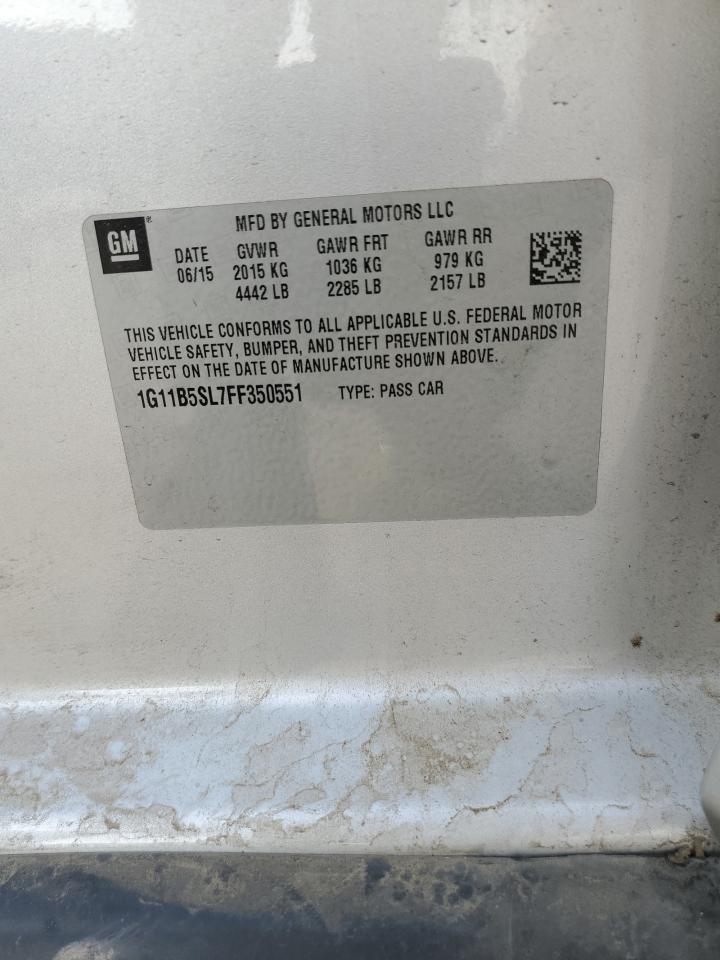 GM ®
MFD BY GENERAL MOTORS LLC
DATE GVWR GAWR FRT GAWR RR
06/15 2015 KG 1036 KG 979 KG
4442 LB 2285 LB 2157 LB
THIS VEHICLE CONFORMS TO ALL APPLICABLE U.S. FEDERAL MOTOR
VEHICLE SAFETY, BUMPER, AND THEFT PREVENTION STANDARDS IN
EFFECT ON THE DATE OF MANUFACTURE SHOWN ABOVE.
1G11B5SL7FF350551 TYPE: PASS CAR